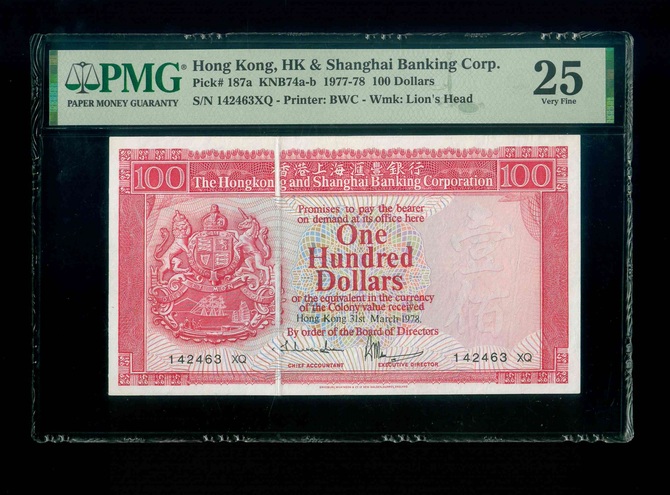 PMG®
PAPER MONEY GUARANTY
Hong Kong, HK & Shanghai Banking Corp.
Pick# 187a KNB74a-b 1977-78 100 Dollars
S/N 142463XQ - Printer: BWC - Wmk: Lion's Head
25
Very Fine
香港上海滙豐銀行
100 The Hongkong and Shanghai Banking Corporation 100
Promises to pay the bearer
on demand at its office here
One
Hundred
Dollars
壹佰
or the equivalent in the currency
of the Colony value received
Hong Kong 31st March 1978.
By order of the Board of Directors
142463 XQ
142463 XQ
CHIEF ACCOUNTANT
EXECUTIVE DIRECTOR